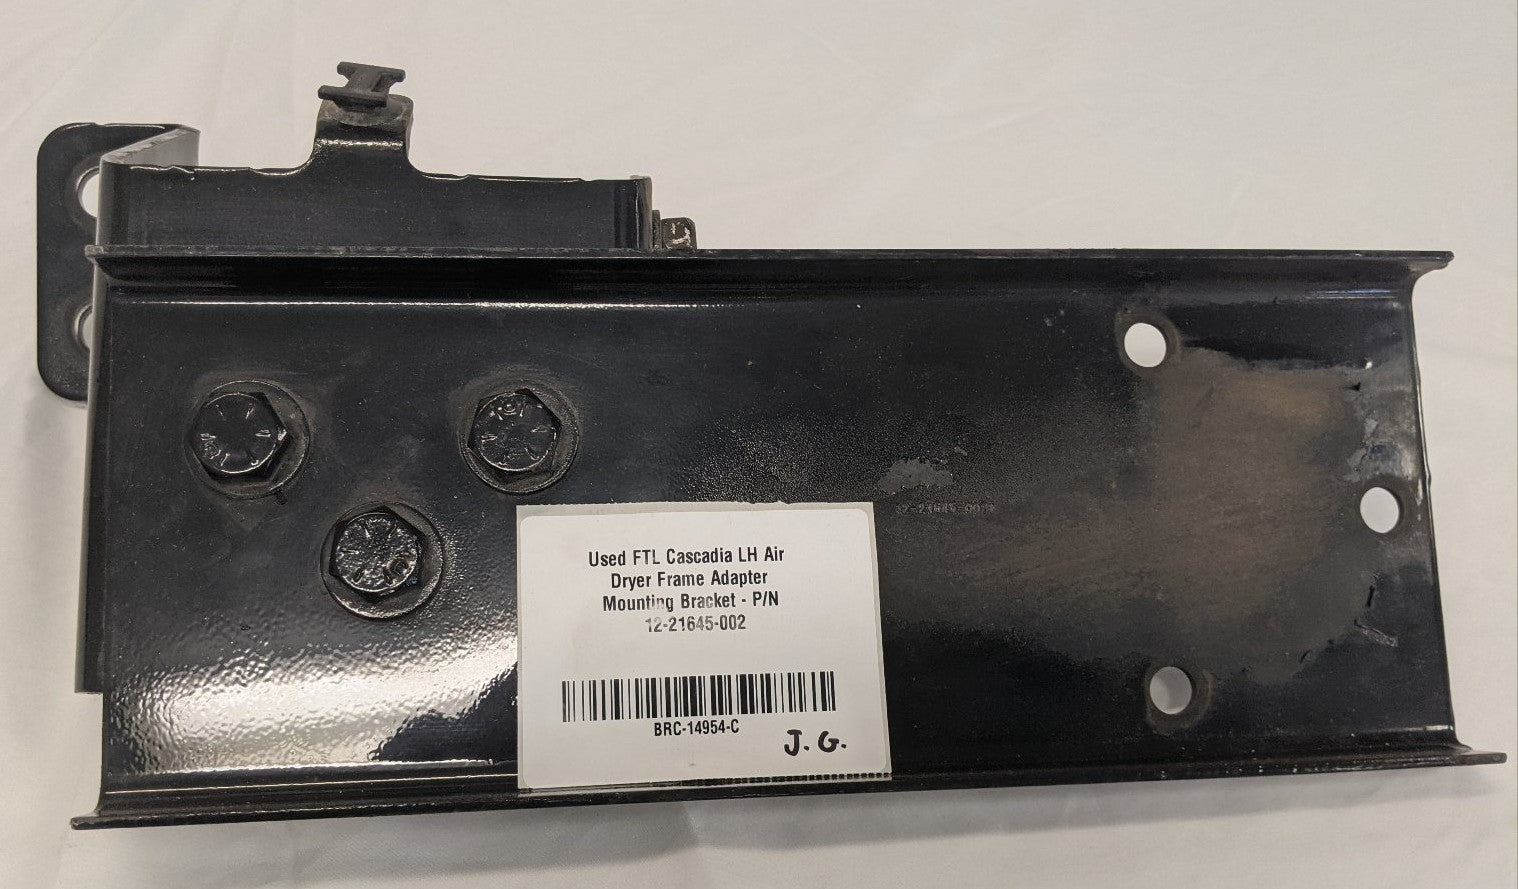 Used FTL Cascadia LH Air
Dryer Frame Adapter
Mounting Bracket - P/N
12-21645-002
BRC-14954-C
J.G.